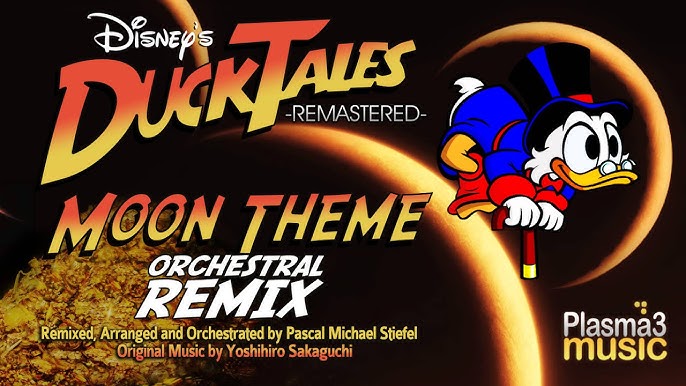 Disney's
DUCKTALES
-REMASTERED-
MOON THEME
ORCHESTRAL
REMIX
Remixed, Arranged and Orchestrated by Pascal Michael Stiefel
Original Music by Yoshihiro Sakaguchi
Plasma3
music